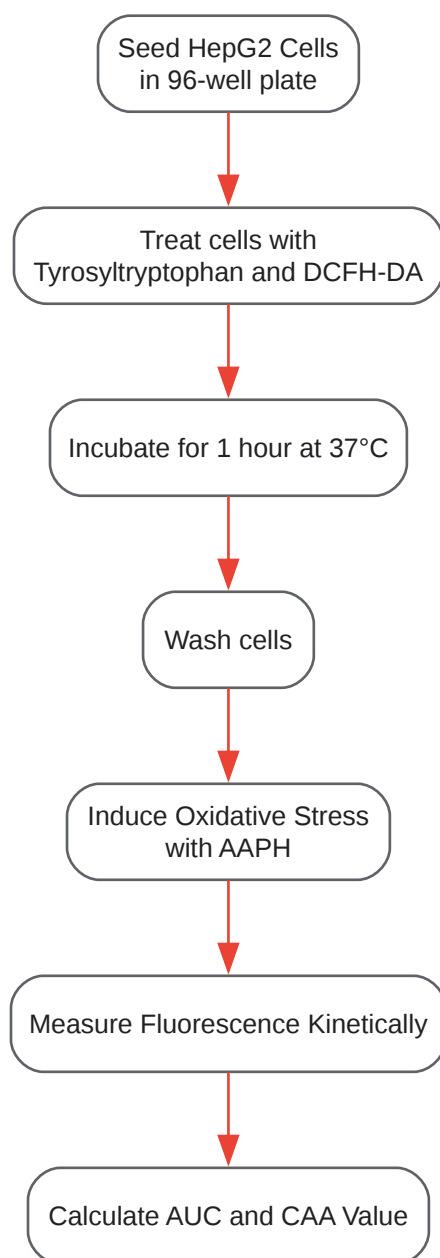 Seed HepG2 Cells
in 96-well plate
Treat cells with
Tyrosyltryptophan and DCFH-DA
Incubate for 1 hour at 37°C
Wash cells
Induce Oxidative Stress
with AAPH
Measure Fluorescence Kinetically
Calculate AUC and CAA Value